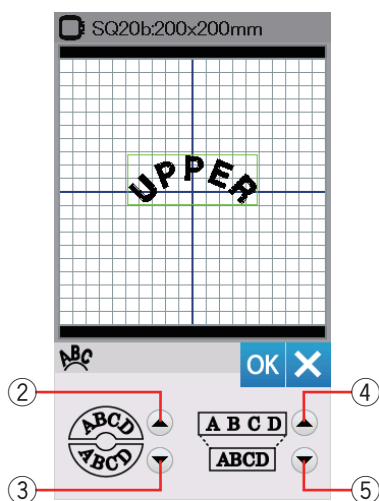 SQ20b:200x200mm
UPPER
ABC
OK
② ④
ABCD A B C D
ABCD ABCD
③ ⑤